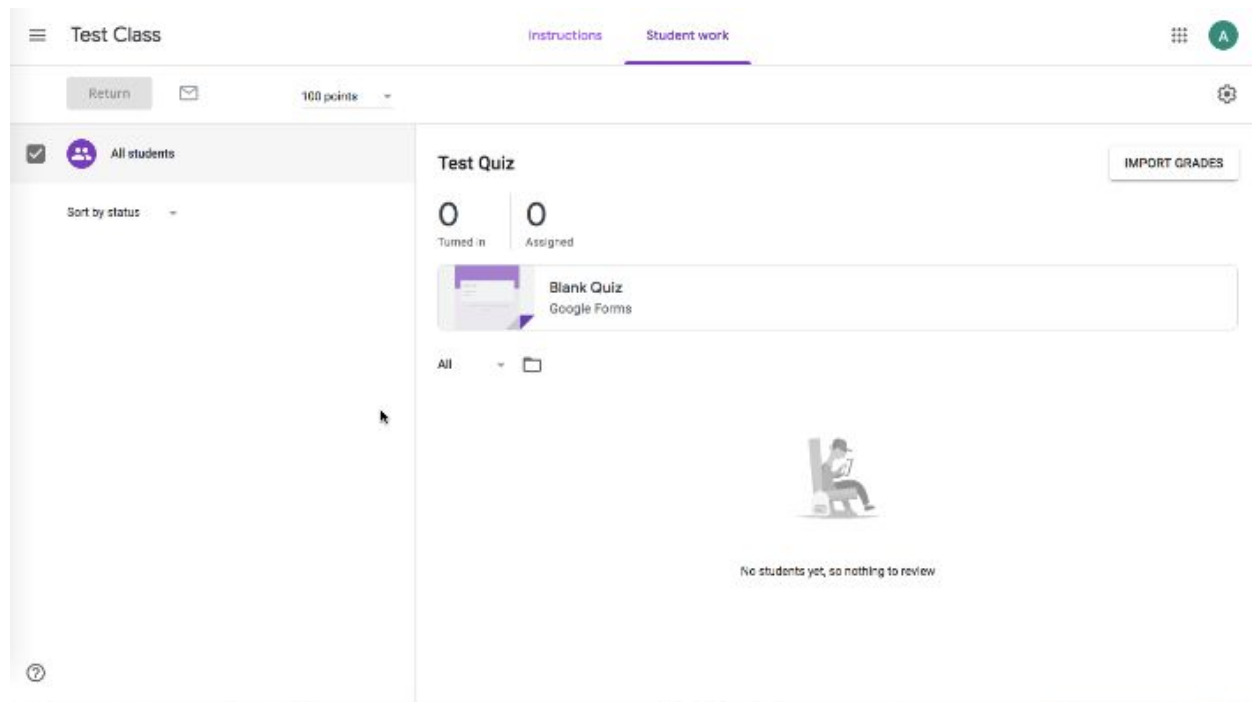 Test Class
Instructions
Student work
A
Return
100 points
All students
Sort by status
Test Quiz
IMPORT GRADES
0 0
Turned in Assigned
Blank Quiz
Google Forms
All
No students yet, so nothing to review